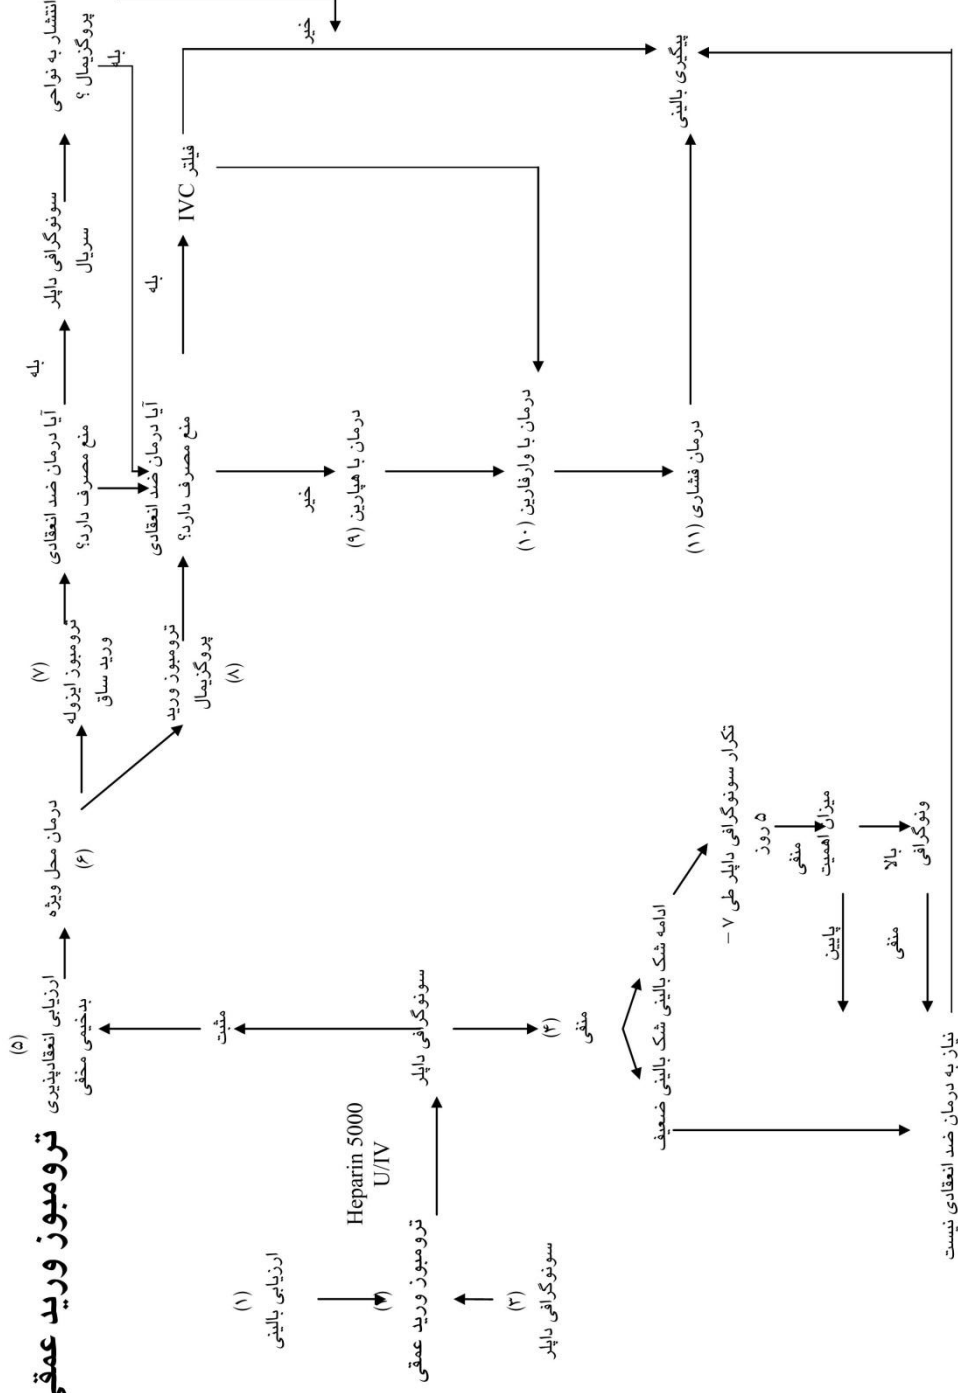 ترومبوز ورید عمقی
(۱)
ارزیابی بالینی
(۲)
ترومبوز ورید عمقی
(۳)
سونوگرافی داپلر
Heparin 5000
U/IV
سونوگرافی داپلر
مثبت
(۴)
منفی
(۵)
ارزیابی انعقادپذیری
بدخیمی مخفی
درمان محل ویژه
(۶)
(۷)
ترومبوز ایزوله
ورید ساق
ترومبوز ورید
پروگزیمال
(۸)
آیا درمان ضد انعقادی
منع مصرف دارد؟
بله
سونوگرافی داپلر
سریال
انتشار به نواحی
پروگزیمال ؟
بله
خیر
آیا درمان ضد انعقادی
منع مصرف دارد؟
بله
فیلتر IVC
خیر
درمان با هپارین (۹)
درمان با وارفارین (۱۰)
درمان فشاری (۱۱)
پیگیری بالینی
ادامه شک بالینی شک بالینی ضعیف
تکرار سونوگرافی داپلر طی ۷ –
۵ روز
منفی
میزان اهمیت
پایین
بالا
ونوگرافی
منفی
نیاز به درمان ضد انعقادی نیست